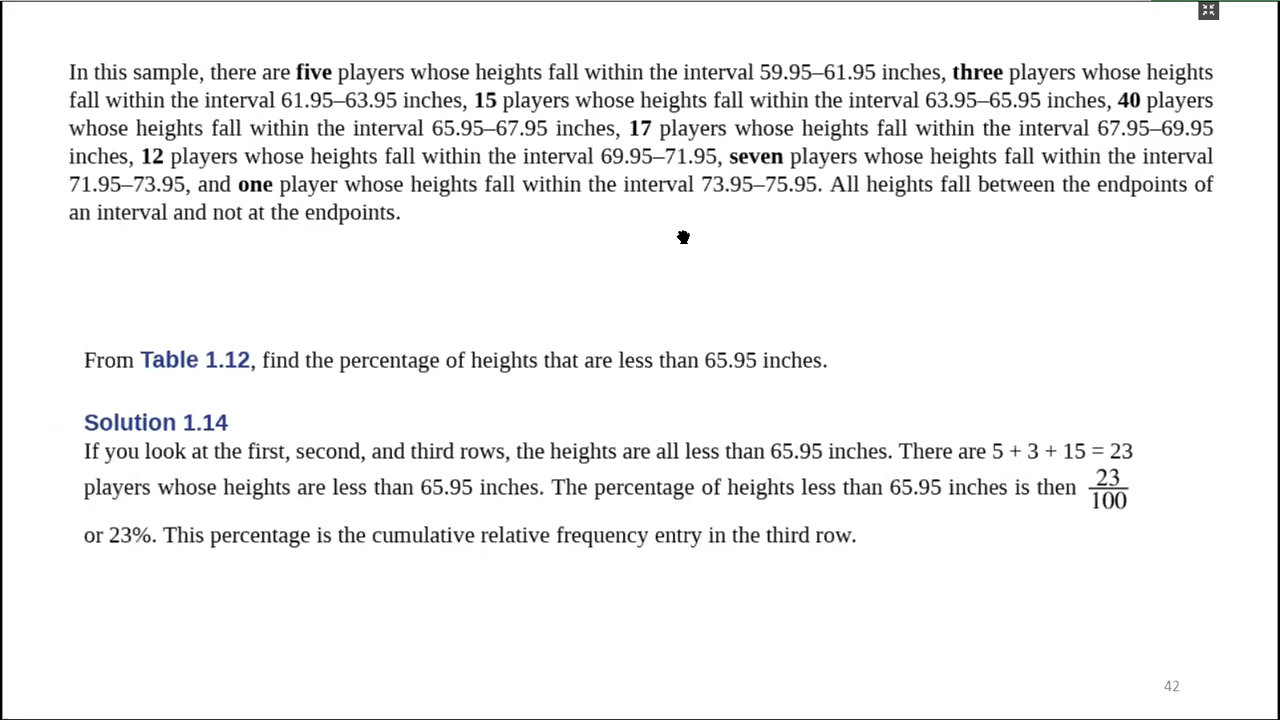 In this sample, there are five players whose heights fall within the interval 59.95–61.95 inches, three players whose heights
fall within the interval 61.95–63.95 inches, 15 players whose heights fall within the interval 63.95–65.95 inches, 40 players
whose heights fall within the interval 65.95–67.95 inches, 17 players whose heights fall within the interval 67.95–69.95
inches, 12 players whose heights fall within the interval 69.95–71.95, seven players whose heights fall within the interval
71.95–73.95, and one player whose heights fall within the interval 73.95–75.95. All heights fall between the endpoints of
an interval and not at the endpoints.
From Table 1.12, find the percentage of heights that are less than 65.95 inches.
Solution 1.14
If you look at the first, second, and third rows, the heights are all less than 65.95 inches. There are 5 + 3 + 15 = 23
players whose heights are less than 65.95 inches. The percentage of heights less than 65.95 inches is then 23/100
or 23%. This percentage is the cumulative relative frequency entry in the third row.
42